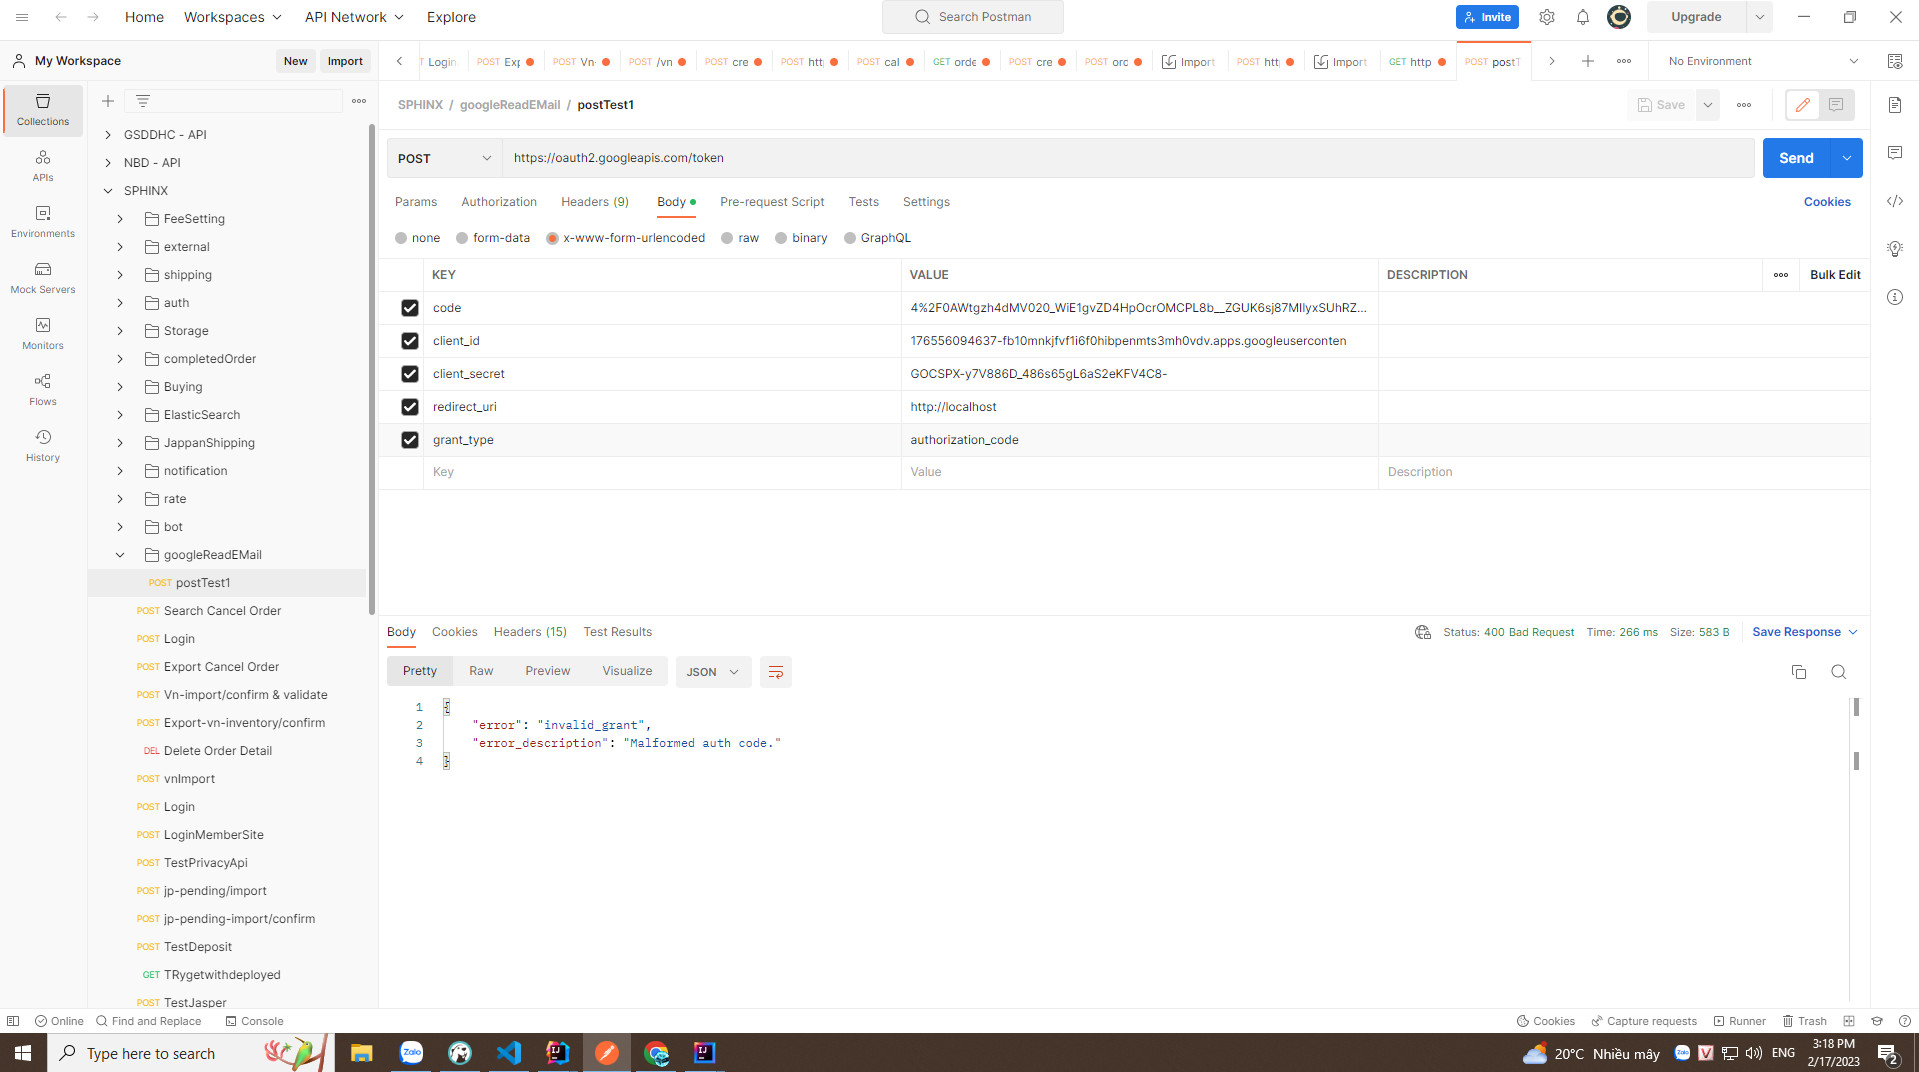 Home Workspaces API Network Explore
Search Postman
Invite Upgrade
My Workspace New Import
Login
POST Exp
POST Vn-
POST /vn
POST cre
POST htt
POST cal
GET orde
POST cre
POST orc
Import
POST htt
Import
GET http
POST postT
No Environment
SPHINX / googleReadEMail / postTest1
Save
POST https://oauth2.googleapis.com/token
Send
Params Authorization Headers (9) Body Pre-request Script Tests Settings
Cookies
none form-data x-www-form-urlencoded raw binary GraphQL
KEY VALUE DESCRIPTION Bulk Edit
code 4%2F0AWtgzh4dMV020_WiE1gvZD4HpOcrOMCPL8b__ZGUK6sj87MIlyxSUhRZ...
client_id 176556094637-fb10mnkjfvf1i6f0hibpenmts3mh0vdv.apps.googleuserconten
client_secret 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
redirect_uri http://localhost
grant_type authorization_code
Key Value Description
Collections
APIs
Environments
Mock Servers
Monitors
Flows
History
GSDDHC - API
NBD - API
SPHINX
FeeSetting
external
shipping
auth
Storage
completedOrder
Buying
ElasticSearch
JappanShipping
notification
rate
bot
googleReadEMail
POST postTest1
POST Search Cancel Order
POST Login
POST Export Cancel Order
POST Vn-import/confirm & validate
POST Export-vn-inventory/confirm
DEL Delete Order Detail
POST vnImport
POST Login
POST LoginMemberSite
POST TestPrivacyApi
POST jp-pending/import
POST jp-pending-import/confirm
POST TestDeposit
GET TRygetwithdeployed
POST TestJasper
Body Cookies Headers (15) Test Results
Status: 400 Bad Request Time: 266 ms Size: 583 B Save Response
Pretty Raw Preview Visualize JSON
1 {
2 "error": "invalid_grant",
3 "error_description": "Malformed auth code."
4 }
Online Find and Replace Console
Cookies Capture requests Runner Trash
Type here to search
Zalo
20°C Nhiều mây
ENG
3:18 PM
2/17/2023
2